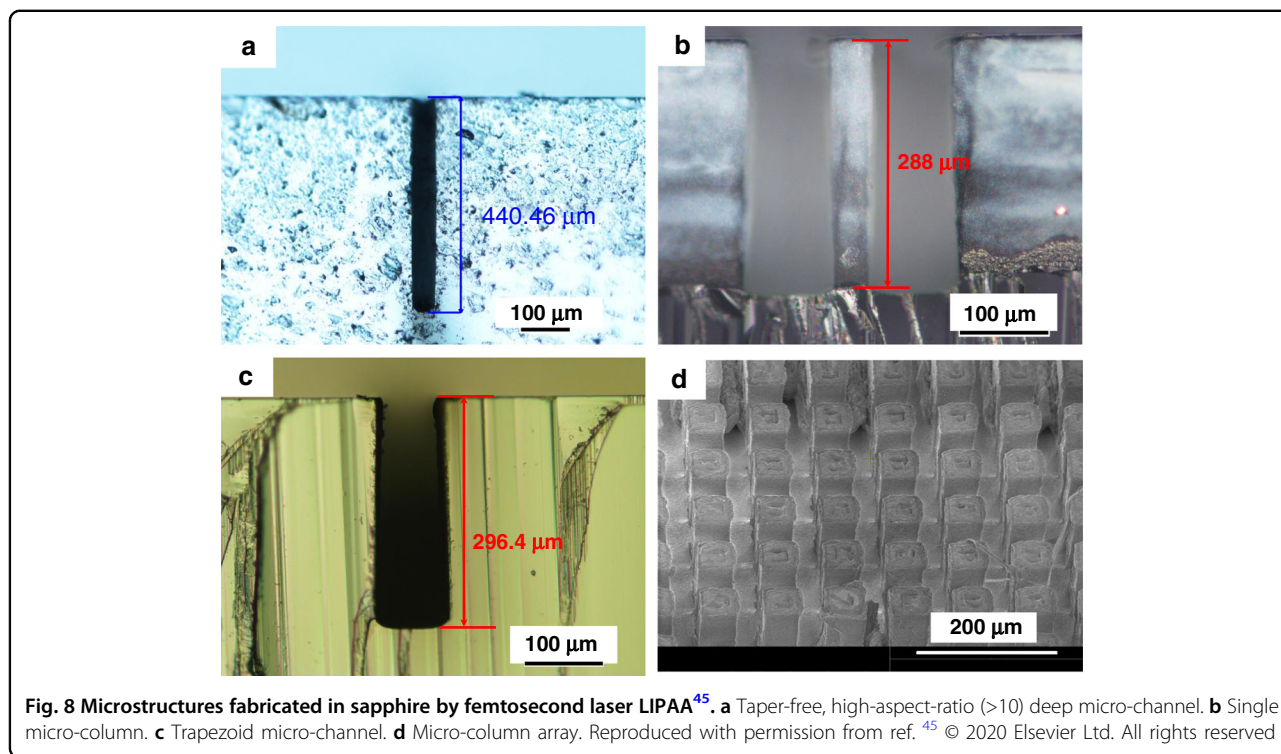 a
440.46 µm
100 µm
b
288 µm
100 µm
c
296.4 µm
100 µm
d
200 µm
Fig. 8 Microstructures fabricated in sapphire by femtosecond laser LIPAA45. a Taper-free, high-aspect-ratio (>10) deep micro-channel. b Single
micro-column. c Trapezoid micro-channel. d Micro-column array. Reproduced with permission from ref. 45 © 2020 Elsevier Ltd. All rights reserved